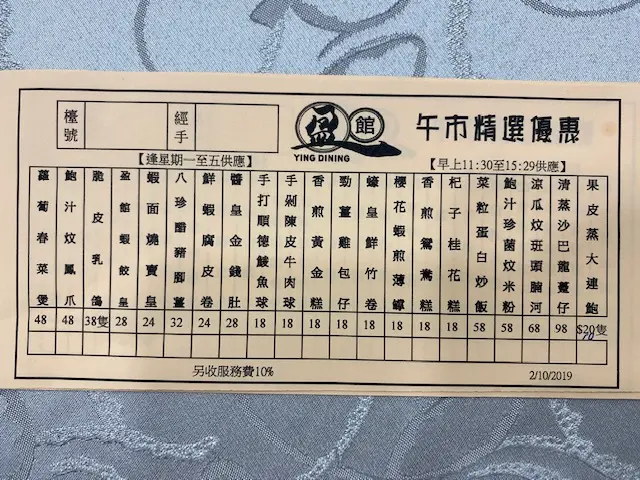 檯號
經手
盈館
YING DINING
午市精選優惠
【逢星期一至五供應】
【早上11:30至15:29供應】
果皮蒸大連鮑
清蒸沙巴龍躉仔
涼瓜炆斑頭腩河
鮑汁珍菌炆米粉
菜粒蛋白炒飯
杞子桂花糕
香煎鴛鴦糕
櫻花蝦煎薄罉
蠔皇鮮竹卷
勁薑雞包仔
香煎黃金糕
手剁陳皮牛肉球
手打順德鯪魚球
醬皇金錢肚
鮮蝦腐皮卷
八珍醋豬腳薑
蝦面燒賣皇
盈館蝦餃皇
脆皮乳鴿
鮑汁炆鳳爪
蘿蔔春菜煲
48 48 38隻 28 24 32 24 28 18 18 18 18 18 18 18 18 58 58 68 98 $20隻
另收服務費10%
2/10/2019